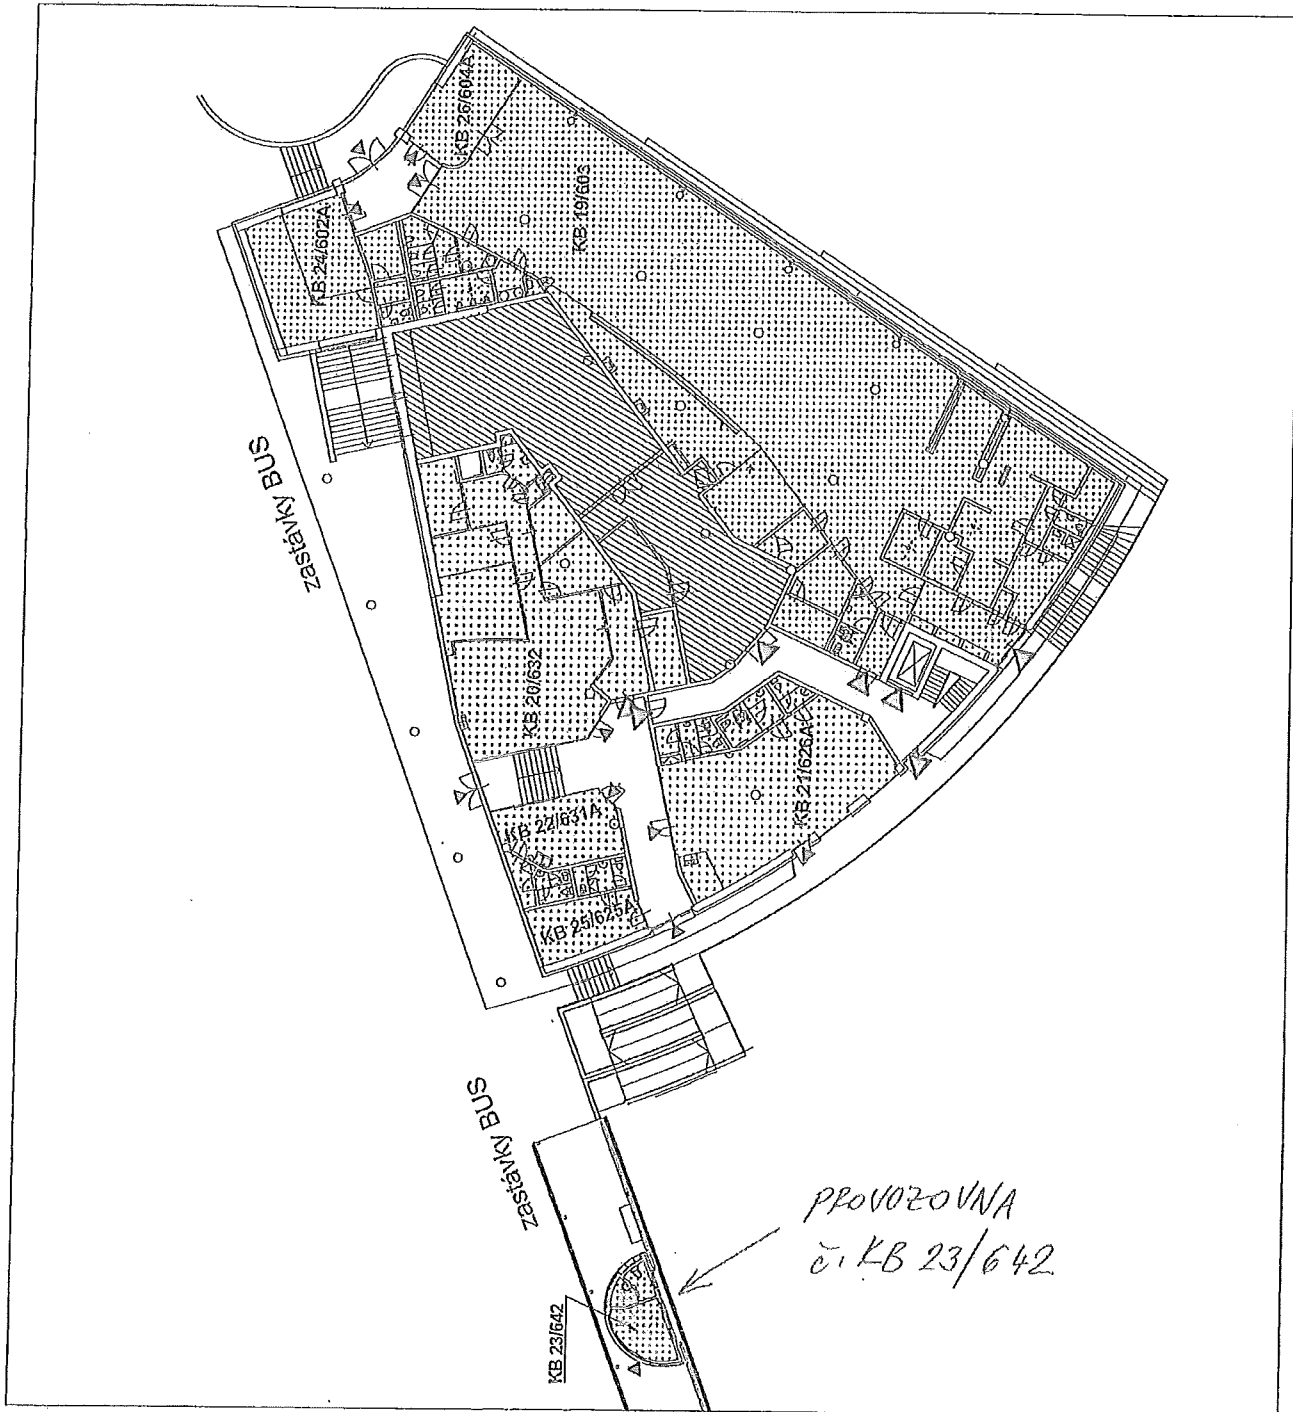 KB 26/604A
KB 19/603
KB 24/602A
zastávky BUS
KB 20/632
KB 21/626A
KB 22/631A
KB 25/625A
zastávky BUS
PROVOZOVNA
č. KB 23/642
KB 23/642